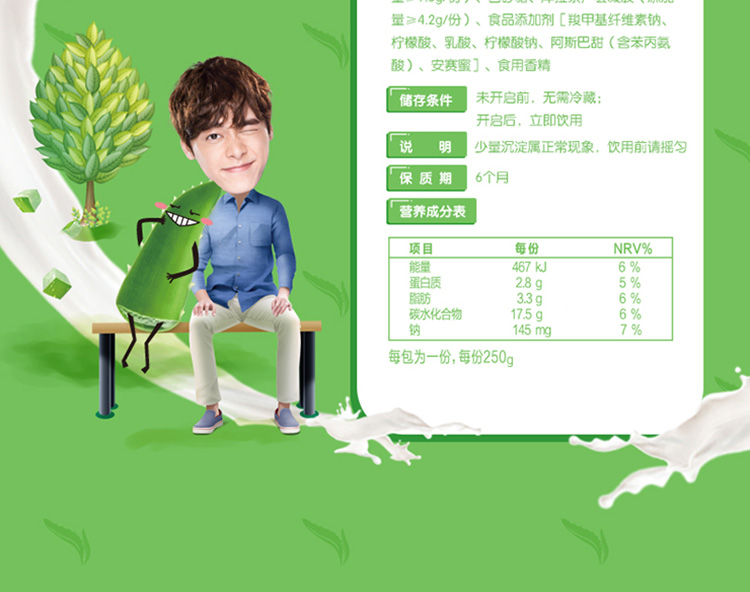 量≥4.2g/份)、食品添加剂［羧甲基纤维素钠、
柠檬酸、乳酸、柠檬酸钠、阿斯巴甜（含苯丙氨
酸）、安赛蜜］、食用香精
储存条件 未开启前，无需冷藏；
开启后，立即饮用
说 明 少量沉淀属正常现象，饮用前请摇匀
保 质 期 6个月
营养成分表
项目 每份 NRV%
能量 467 kJ 6 %
蛋白质 2.8 g 5 %
脂肪 3.3 g 6 %
碳水化合物 17.5 g 6 %
钠 145 mg 7 %
每包为一份，每份250g